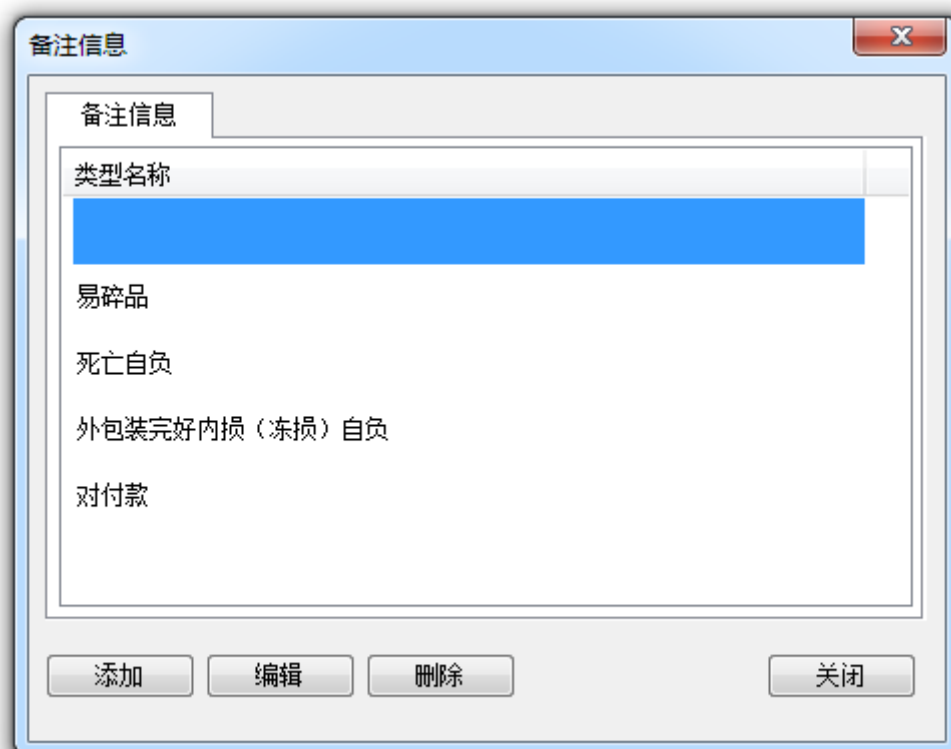 备注信息
备注信息
类型名称
易碎品
死亡自负
外包装完好内损（冻损）自负
对付款
添加 编辑 删除 关闭